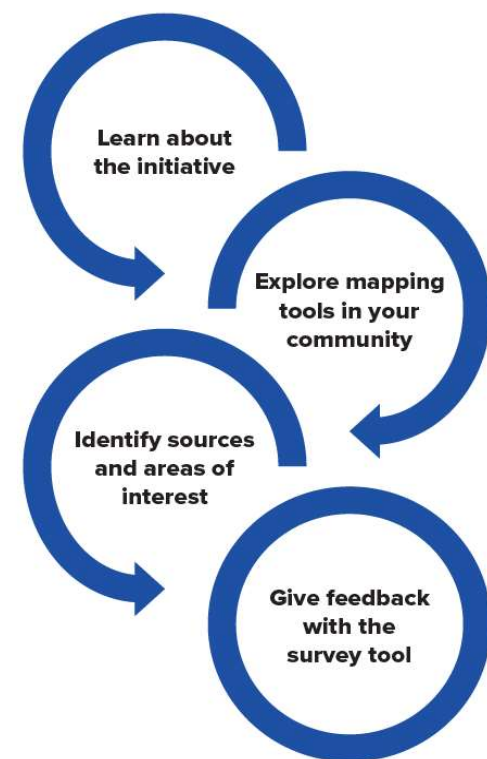 Learn about
the initiative
Explore mapping
tools in your
community
Identify sources
and areas of
interest
Give feedback
with the
survey tool